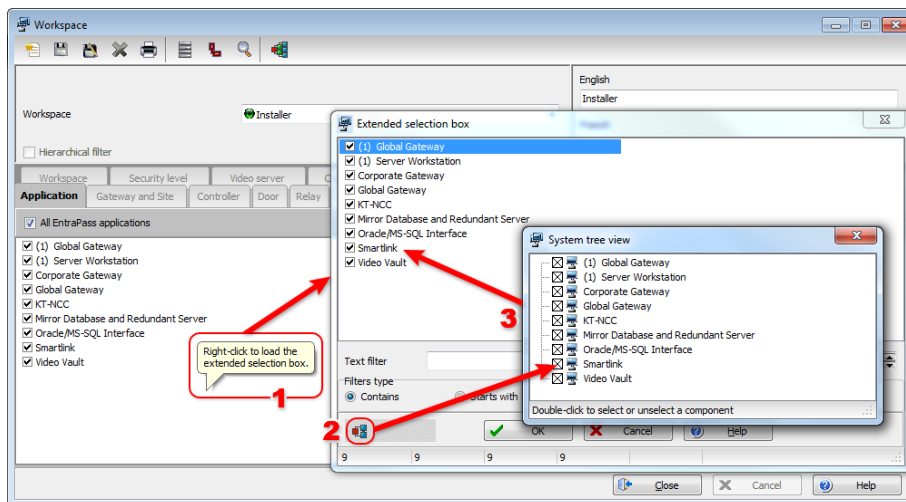 Workspace
English
Installer
Workspace
Installer
Hierarchical filter
Workspace
Security level
Video server
Application
Gateway and Site
Controller
Door
Relay
All EntraPass applications
(1) Global Gateway
(1) Server Workstation
Corporate Gateway
Global Gateway
KT-NCC
Mirror Database and Redundant Server
Oracle/MS-SQL Interface
Smartlink
Video Vault
Right-click to load the
extended selection box.
1
Extended selection box
(1) Global Gateway
(1) Server Workstation
Corporate Gateway
Global Gateway
KT-NCC
Mirror Database and Redundant Server
Oracle/MS-SQL Interface
Smartlink
Video Vault
Text filter
Filters type
Contains
Starts with
2
OK
Cancel
Help
9 9 9 9
System tree view
(1) Global Gateway
(1) Server Workstation
Corporate Gateway
Global Gateway
KT-NCC
Mirror Database and Redundant Server
Oracle/MS-SQL Interface
Smartlink
Video Vault
Double-click to select or unselect a component
3
Close
Cancel
Help